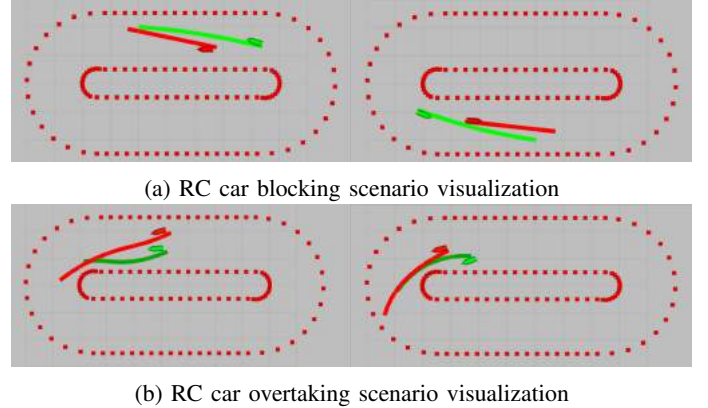 (a) RC car blocking scenario visualization
(b) RC car overtaking scenario visualization